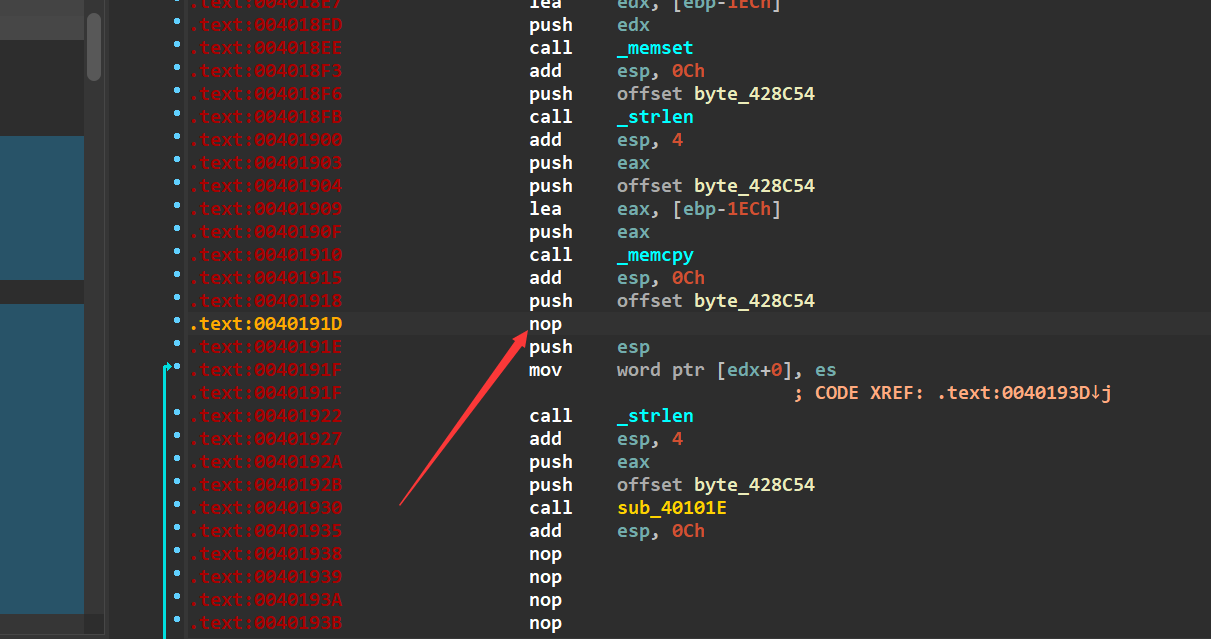 .text:004018E7 lea edx, [ebp-1ECh]
.text:004018ED push edx
.text:004018EE call _memset
.text:004018F3 add esp, 0Ch
.text:004018F6 push offset byte_428C54
.text:004018FB call _strlen
.text:00401900 add esp, 4
.text:00401903 push eax
.text:00401904 push offset byte_428C54
.text:00401909 lea eax, [ebp-1ECh]
.text:0040190F push eax
.text:00401910 call _memcpy
.text:00401915 add esp, 0Ch
.text:00401918 push offset byte_428C54
.text:0040191D nop
.text:0040191E push esp
.text:0040191F mov word ptr [edx+0], es
.text:0040191F ; CODE XREF: .text:0040193D↓j
.text:00401922 call _strlen
.text:00401927 add esp, 4
.text:0040192A push eax
.text:0040192B push offset byte_428C54
.text:00401930 call sub_40101E
.text:00401935 add esp, 0Ch
.text:00401938 nop
.text:00401939 nop
.text:0040193A nop
.text:0040193B nop